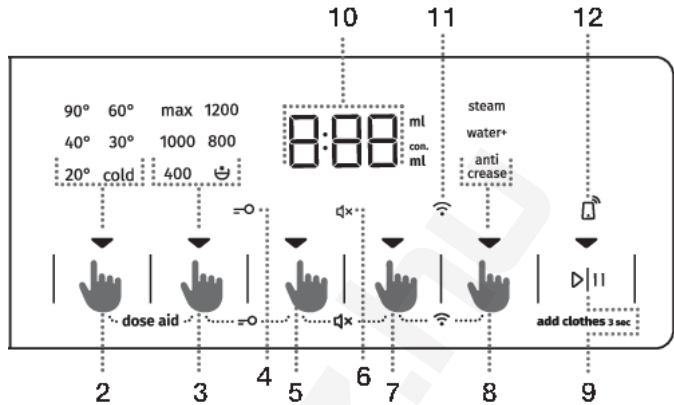 10 11 12
90° 60° max 1200 8:88 ml steam
40° 30° 1000 800 con. water+
20° cold 400 ml anti
crease
dose aid add clothes 3 sec
2 3 4 5 6 7 8 9